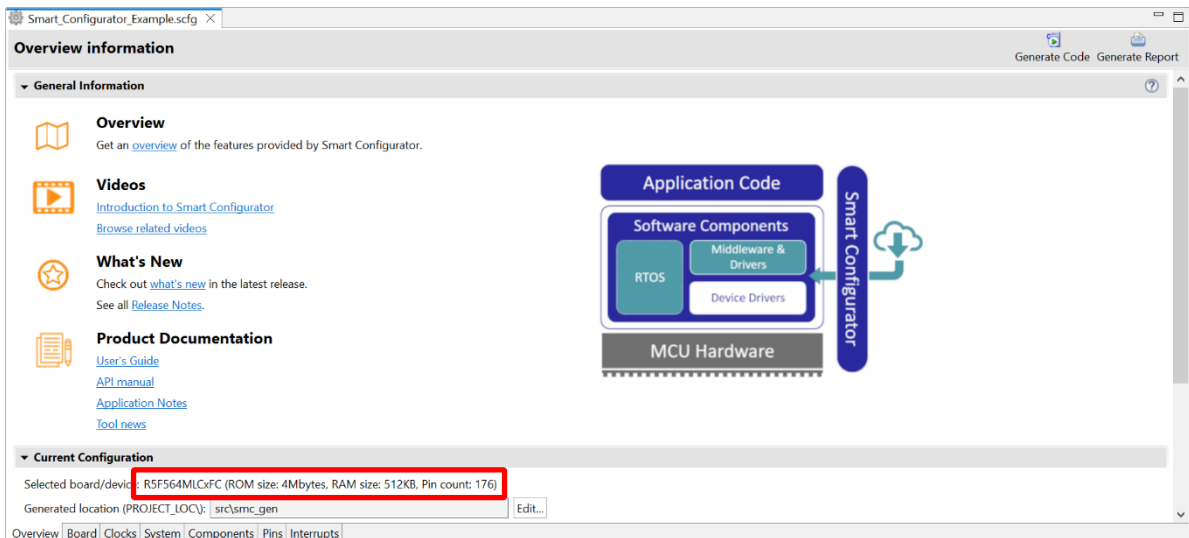 Smart_Configurator_Example.scfg
Overview information
Generate Code Generate Report
General Information
Overview
Get an overview of the features provided by Smart Configurator.
Videos
Introduction to Smart Configurator
Browse related videos
What's New
Check out what's new in the latest release.
See all Release Notes.
Product Documentation
User's Guide
API manual
Application Notes
Tool news
Application Code
Software Components
RTOS
Middleware &
Drivers
Device Drivers
MCU Hardware
Smart Configurator
Current Configuration
Selected board/device: R5F564MLCxFC (ROM size: 4Mbytes, RAM size: 512KB, Pin count: 176)
Generated location (PROJECT_LOC\): src\smc_gen Edit...
Overview Board Clocks System Components Pins Interrupts